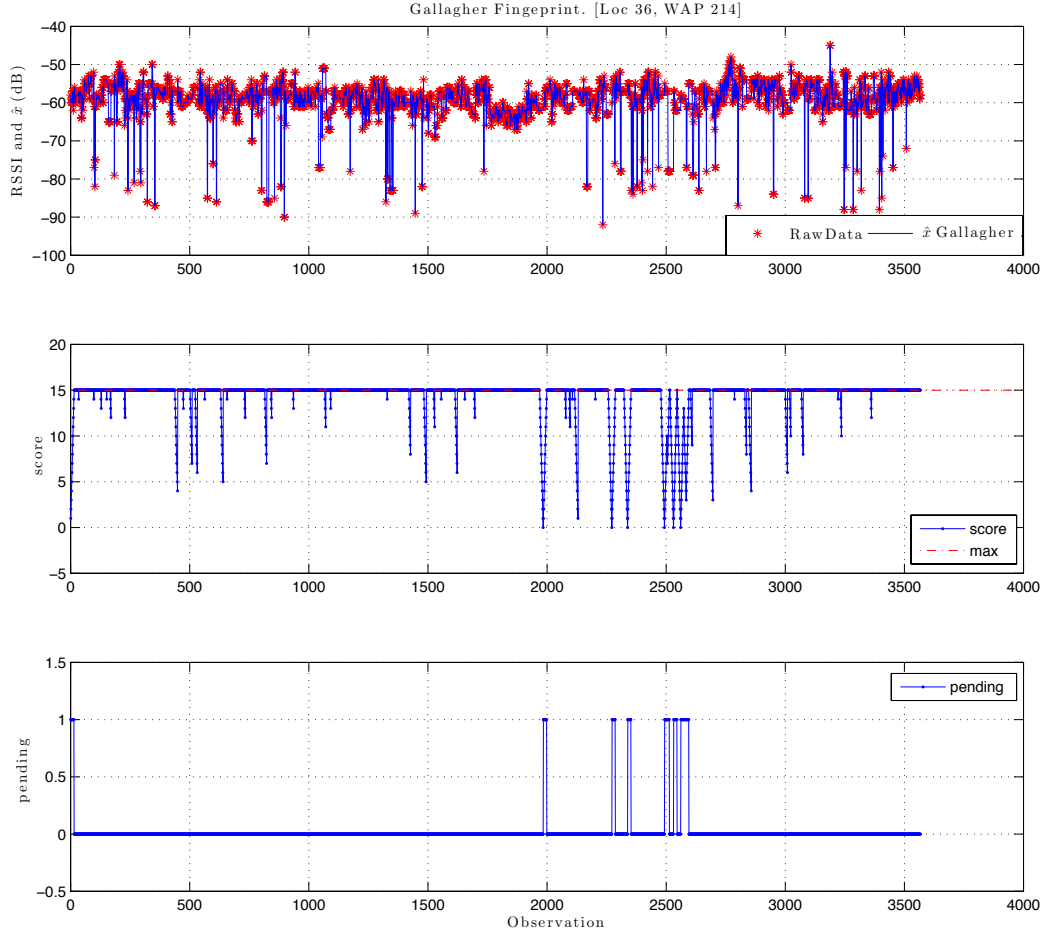 Gallagher Fingeprint. [Loc 36, WAP 214]
RSSI and x̂ (dB)
−40
−50
−60
−70
−80
−90
−100
0 500 1000 1500 2000 2500 3000 3500 4000
RawData x̂ Gallagher .
score
20
15
10
5
0
−5
0 500 1000 1500 2000 2500 3000 3500 4000
score
max
pending
1.5
1
0.5
0
−0.5
0 500 1000 1500 2000 2500 3000 3500 4000
pending
Observation